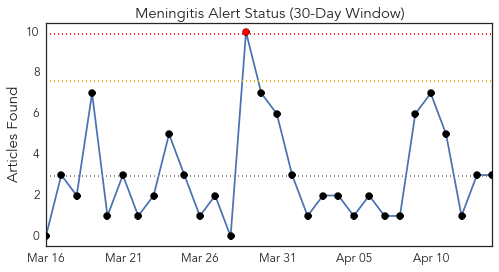 Meningitis Alert Status (30-Day Window)
Articles Found
10
8
6
4
2
0
Mar 16 Mar 21 Mar 26 Mar 31 Apr 05 Apr 10